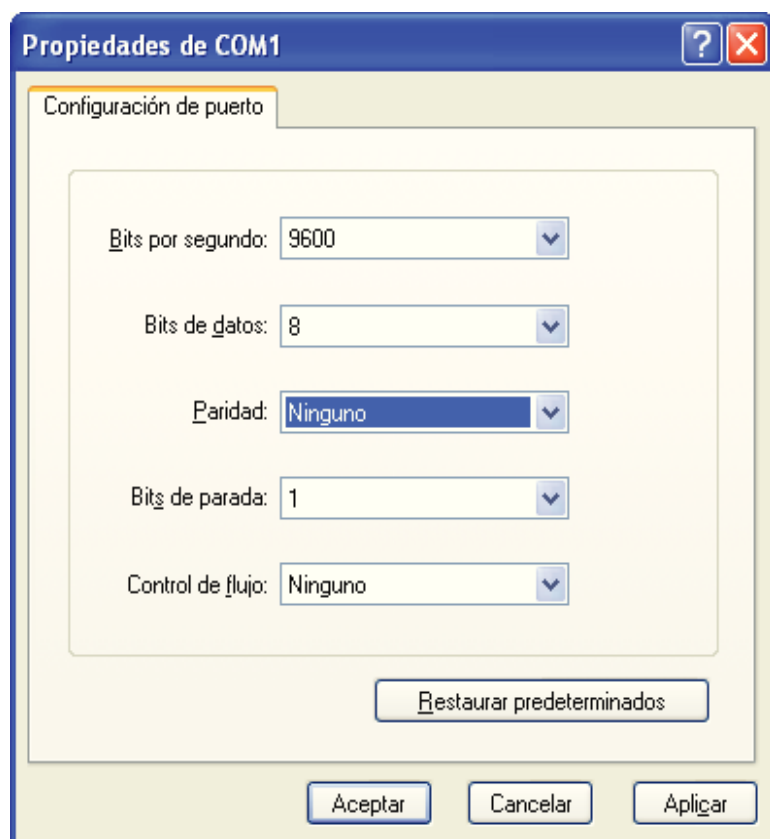 Propiedades de COM1
Configuración de puerto
Bits por segundo: 9600
Bits de datos: 8
Paridad: Ninguno
Bits de parada: 1
Control de flujo: Ninguno
Restaurar predeterminados
Aceptar Cancelar Aplicar